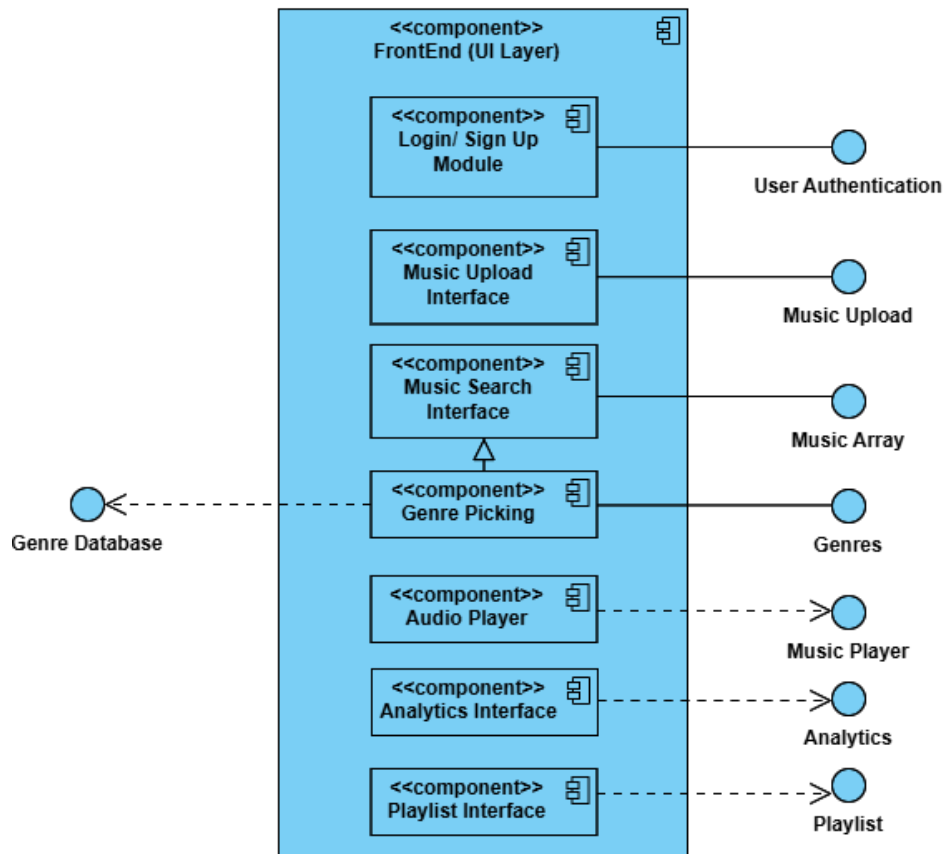 <<component>>
FrontEnd (UI Layer)
<<component>>
Login/ Sign Up
Module
User Authentication
<<component>>
Music Upload
Interface
Music Upload
<<component>>
Music Search
Interface
Music Array
<<component>>
Genre Picking
Genre Database
Genres
<<component>>
Audio Player
Music Player
<<component>>
Analytics Interface
Analytics
<<component>>
Playlist Interface
Playlist